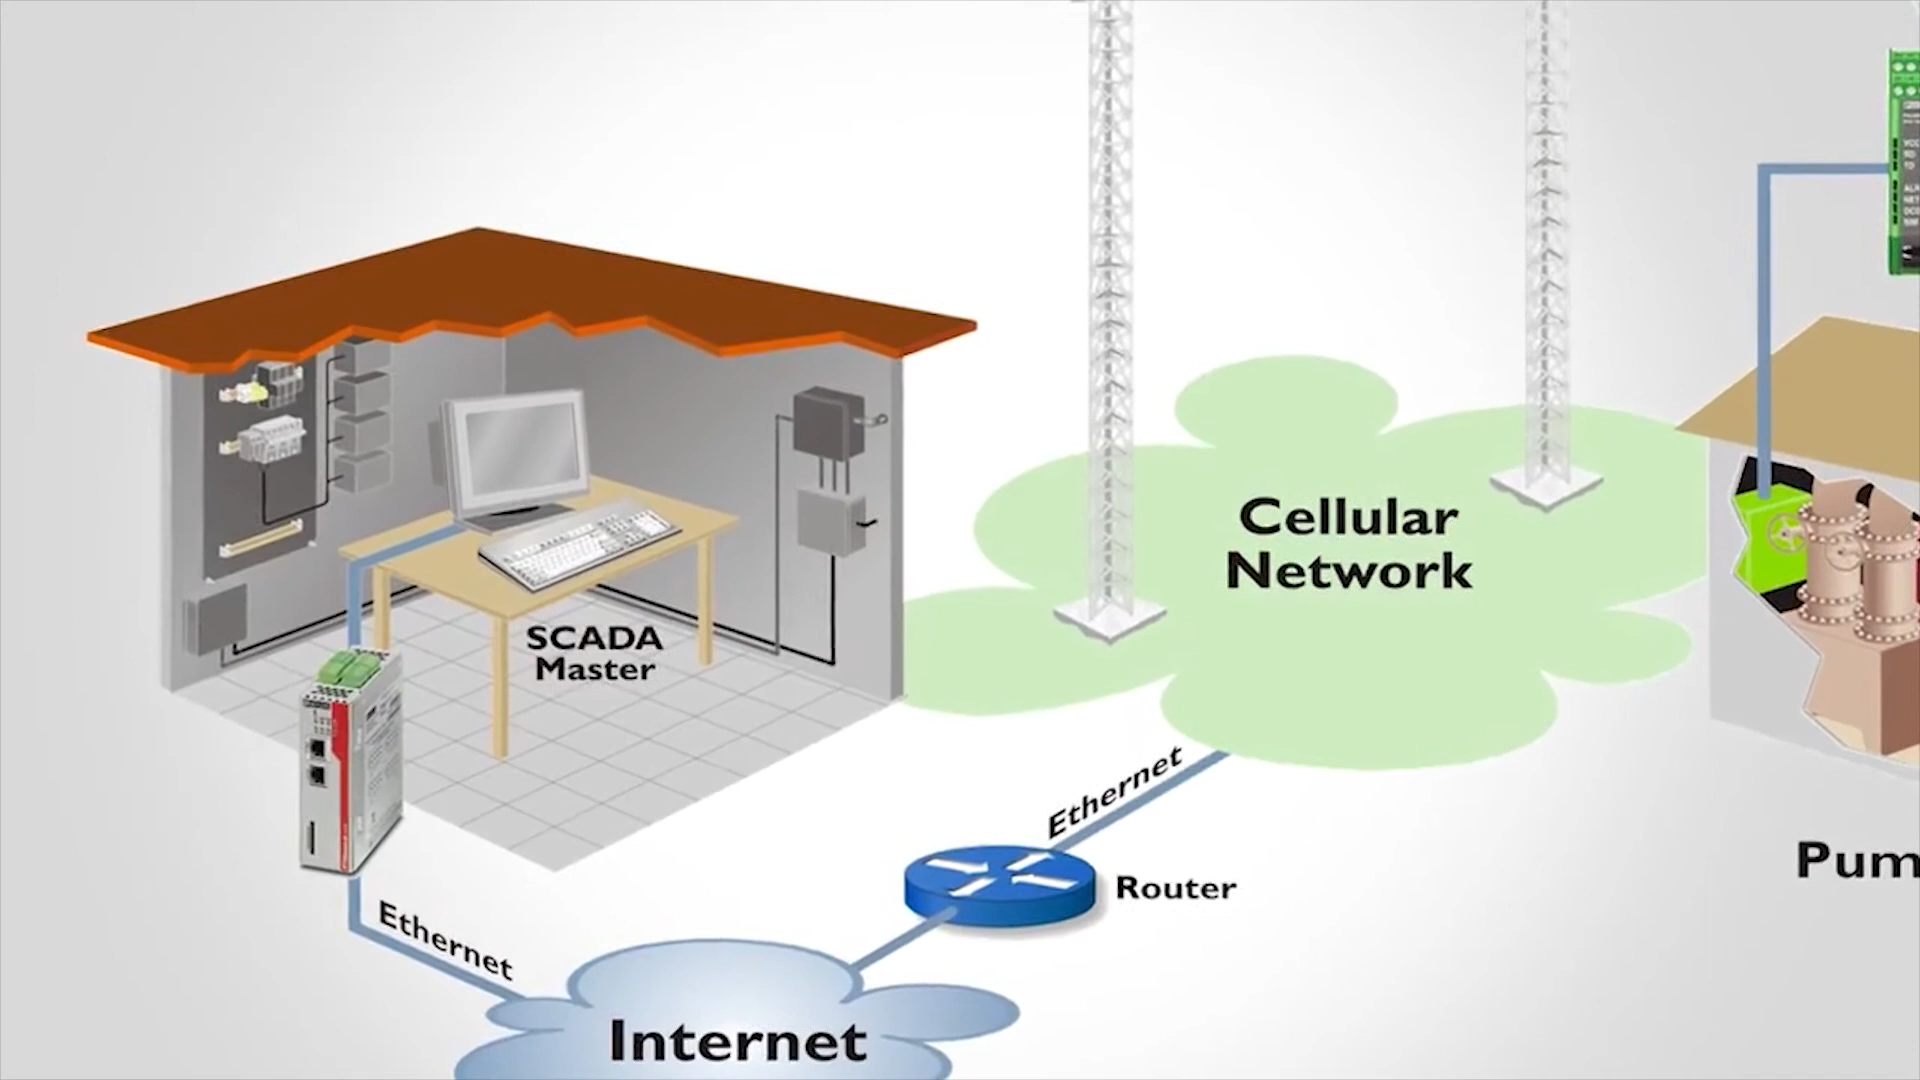 Cellular
Network
SCADA
Master
Ethernet
Router
Pum
Ethernet
Internet